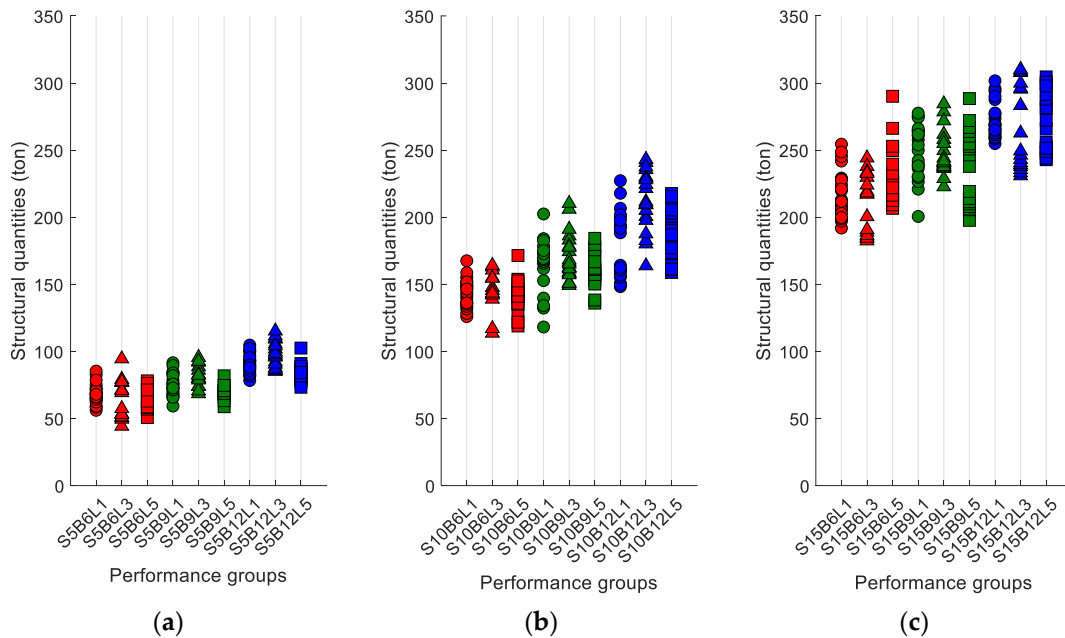 350
300
250
200
150
100
50
0
Structural quantities (ton)
S5B6L1
S5B6L3
S5B6L5
S5B9L1
S5B9L3
S5B9L5
S5B12L1
S5B12L3
S5B12L5
Performance groups
(a)
350
300
250
200
150
100
50
0
Structural quantities (ton)
S10B6L1
S10B6L3
S10B6L5
S10B9L1
S10B9L3
S10B9L5
S10B12L1
S10B12L3
S10B12L5
Performance groups
(b)
350
300
250
200
150
100
50
0
Structural quantities (ton)
S15B6L1
S15B6L3
S15B6L5
S15B9L1
S15B9L3
S15B9L5
S15B12L1
S15B12L3
S15B12L5
Performance groups
(c)